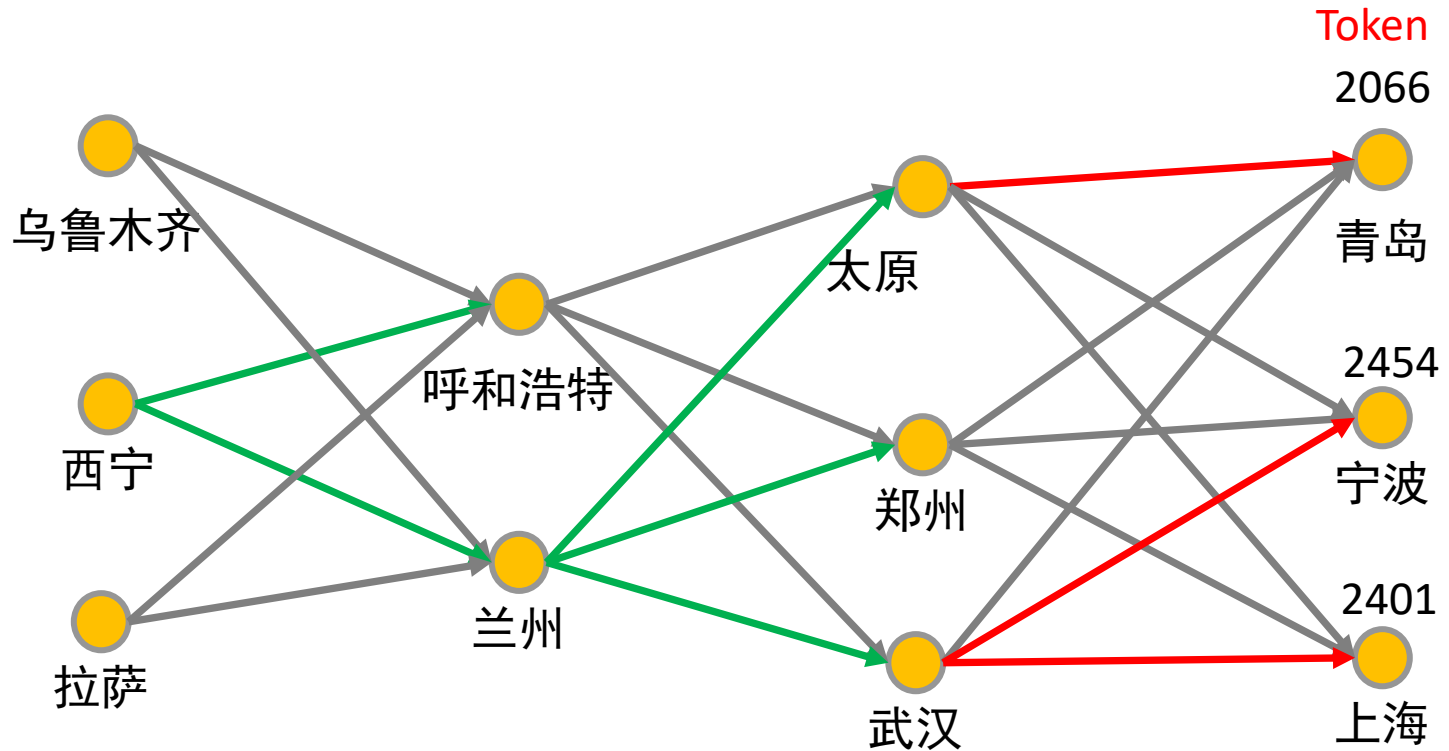 Token
2066
乌鲁木齐
青岛
太原
2454
呼和浩特
西宁
宁波
郑州
2401
兰州
拉萨
武汉
上海